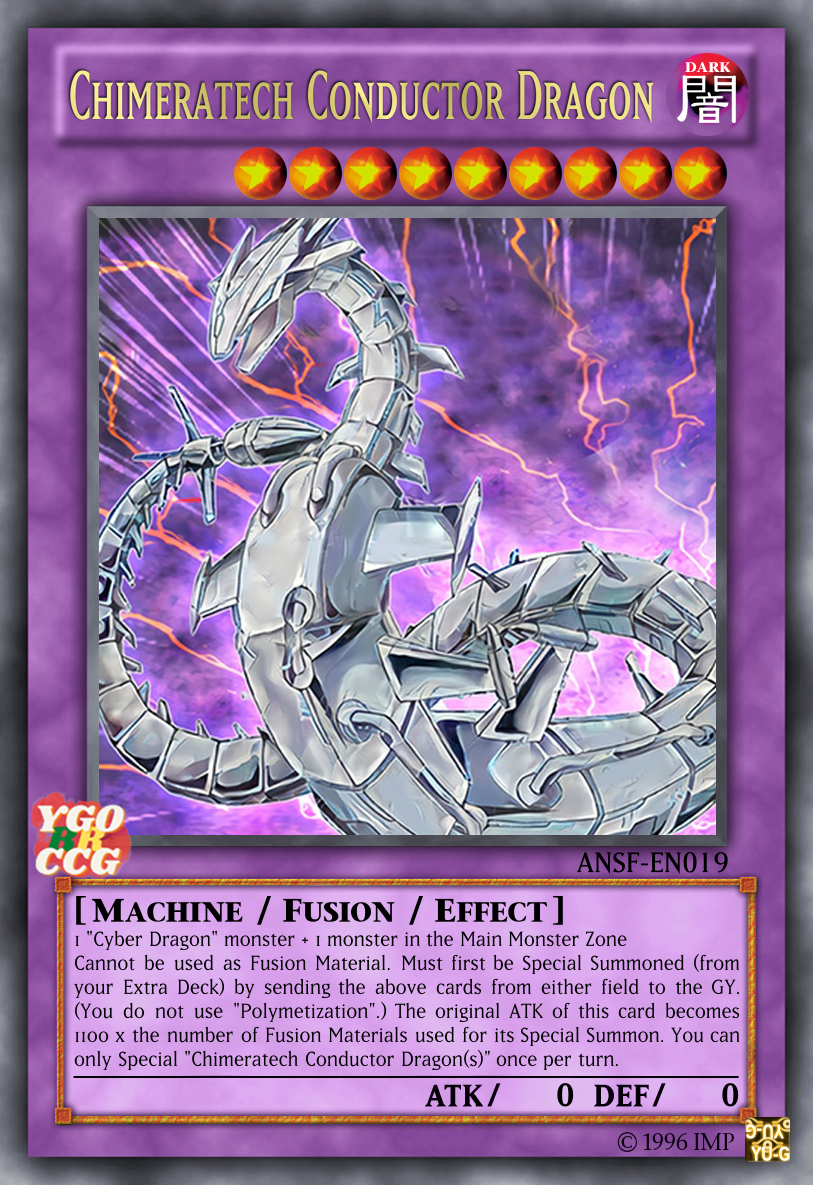 Chimeratech Conductor Dragon
DARK
闇
YGO
RR
CCG
ANSF-EN019
[ Machine / Fusion / Effect ]
1 "Cyber Dragon" monster + 1 monster in the Main Monster Zone
Cannot be used as Fusion Material. Must first be Special Summoned (from
your Extra Deck) by sending the above cards from either field to the GY.
(You do not use "Polymetization".) The original ATK of this card becomes
1100 x the number of Fusion Materials used for its Special Summon. You can
only Special "Chimeratech Conductor Dragon(s)" once per turn.
ATK/ 0 DEF/ 0
© 1996 IMP
YU-G